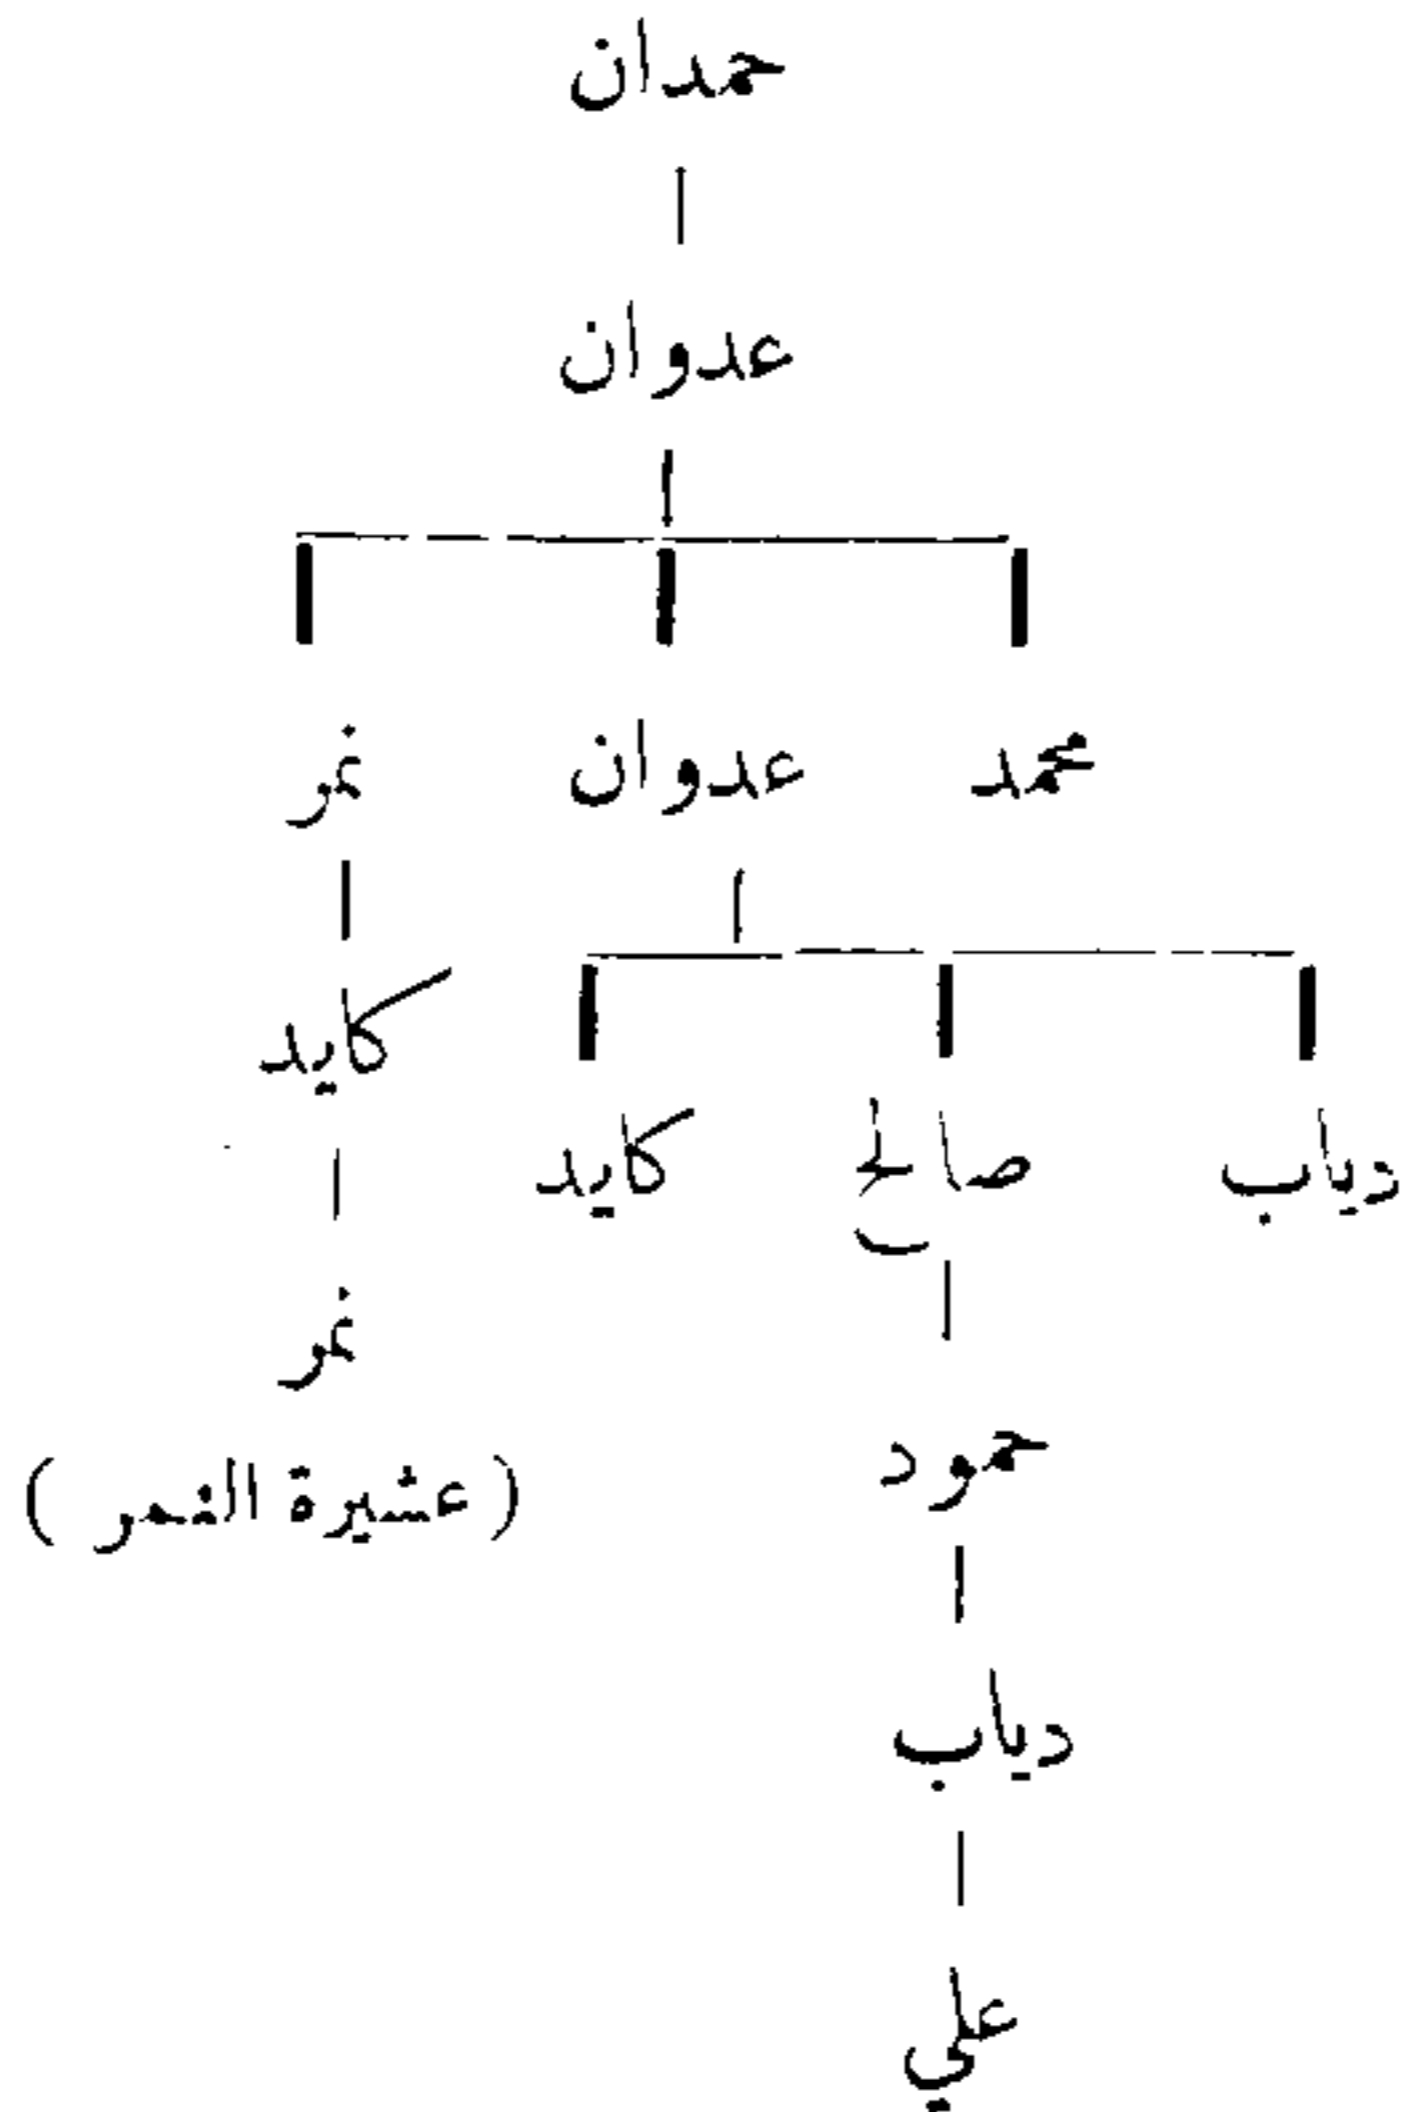 حمدان
عدوان
محمد عدوان نمر
كايد
دياب صالح كايد
نمر
(عشيرة النمر)
حمود
دياب
علي